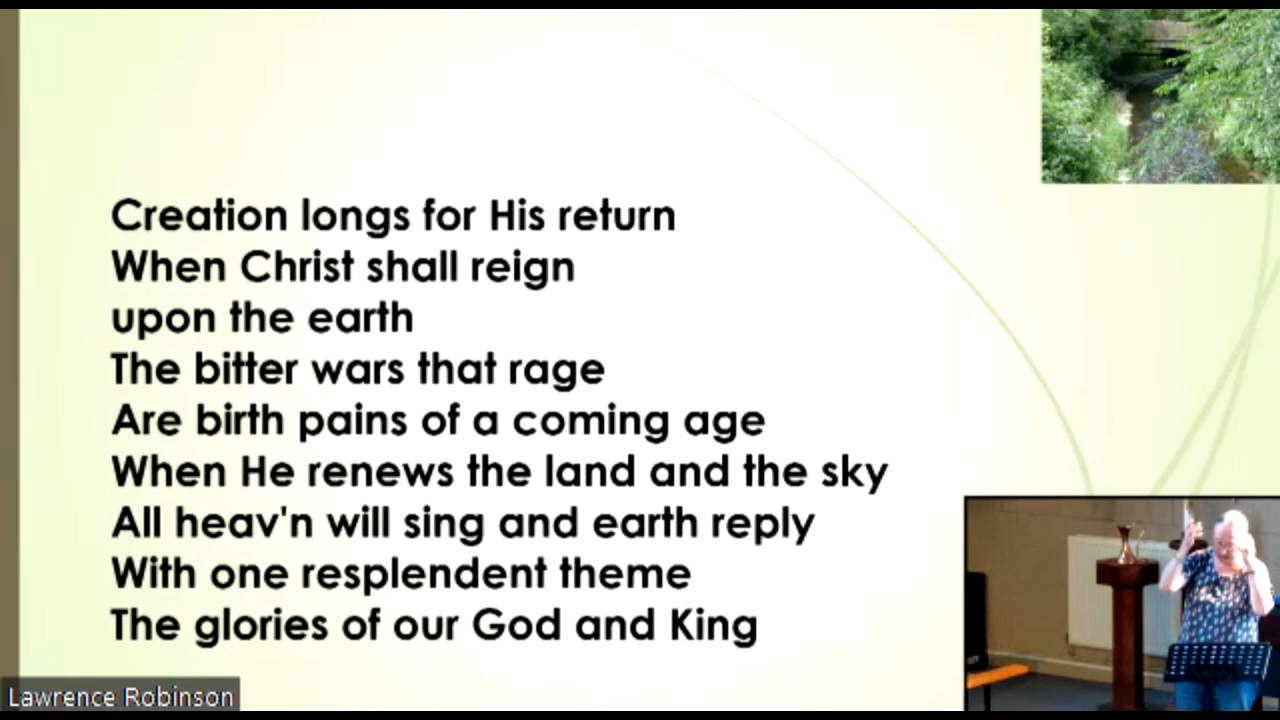 Creation longs for His return
When Christ shall reign
upon the earth
The bitter wars that rage
Are birth pains of a coming age
When He renews the land and the sky
All heav'n will sing and earth reply
With one resplendent theme
The glories of our God and King
Lawrence Robinson